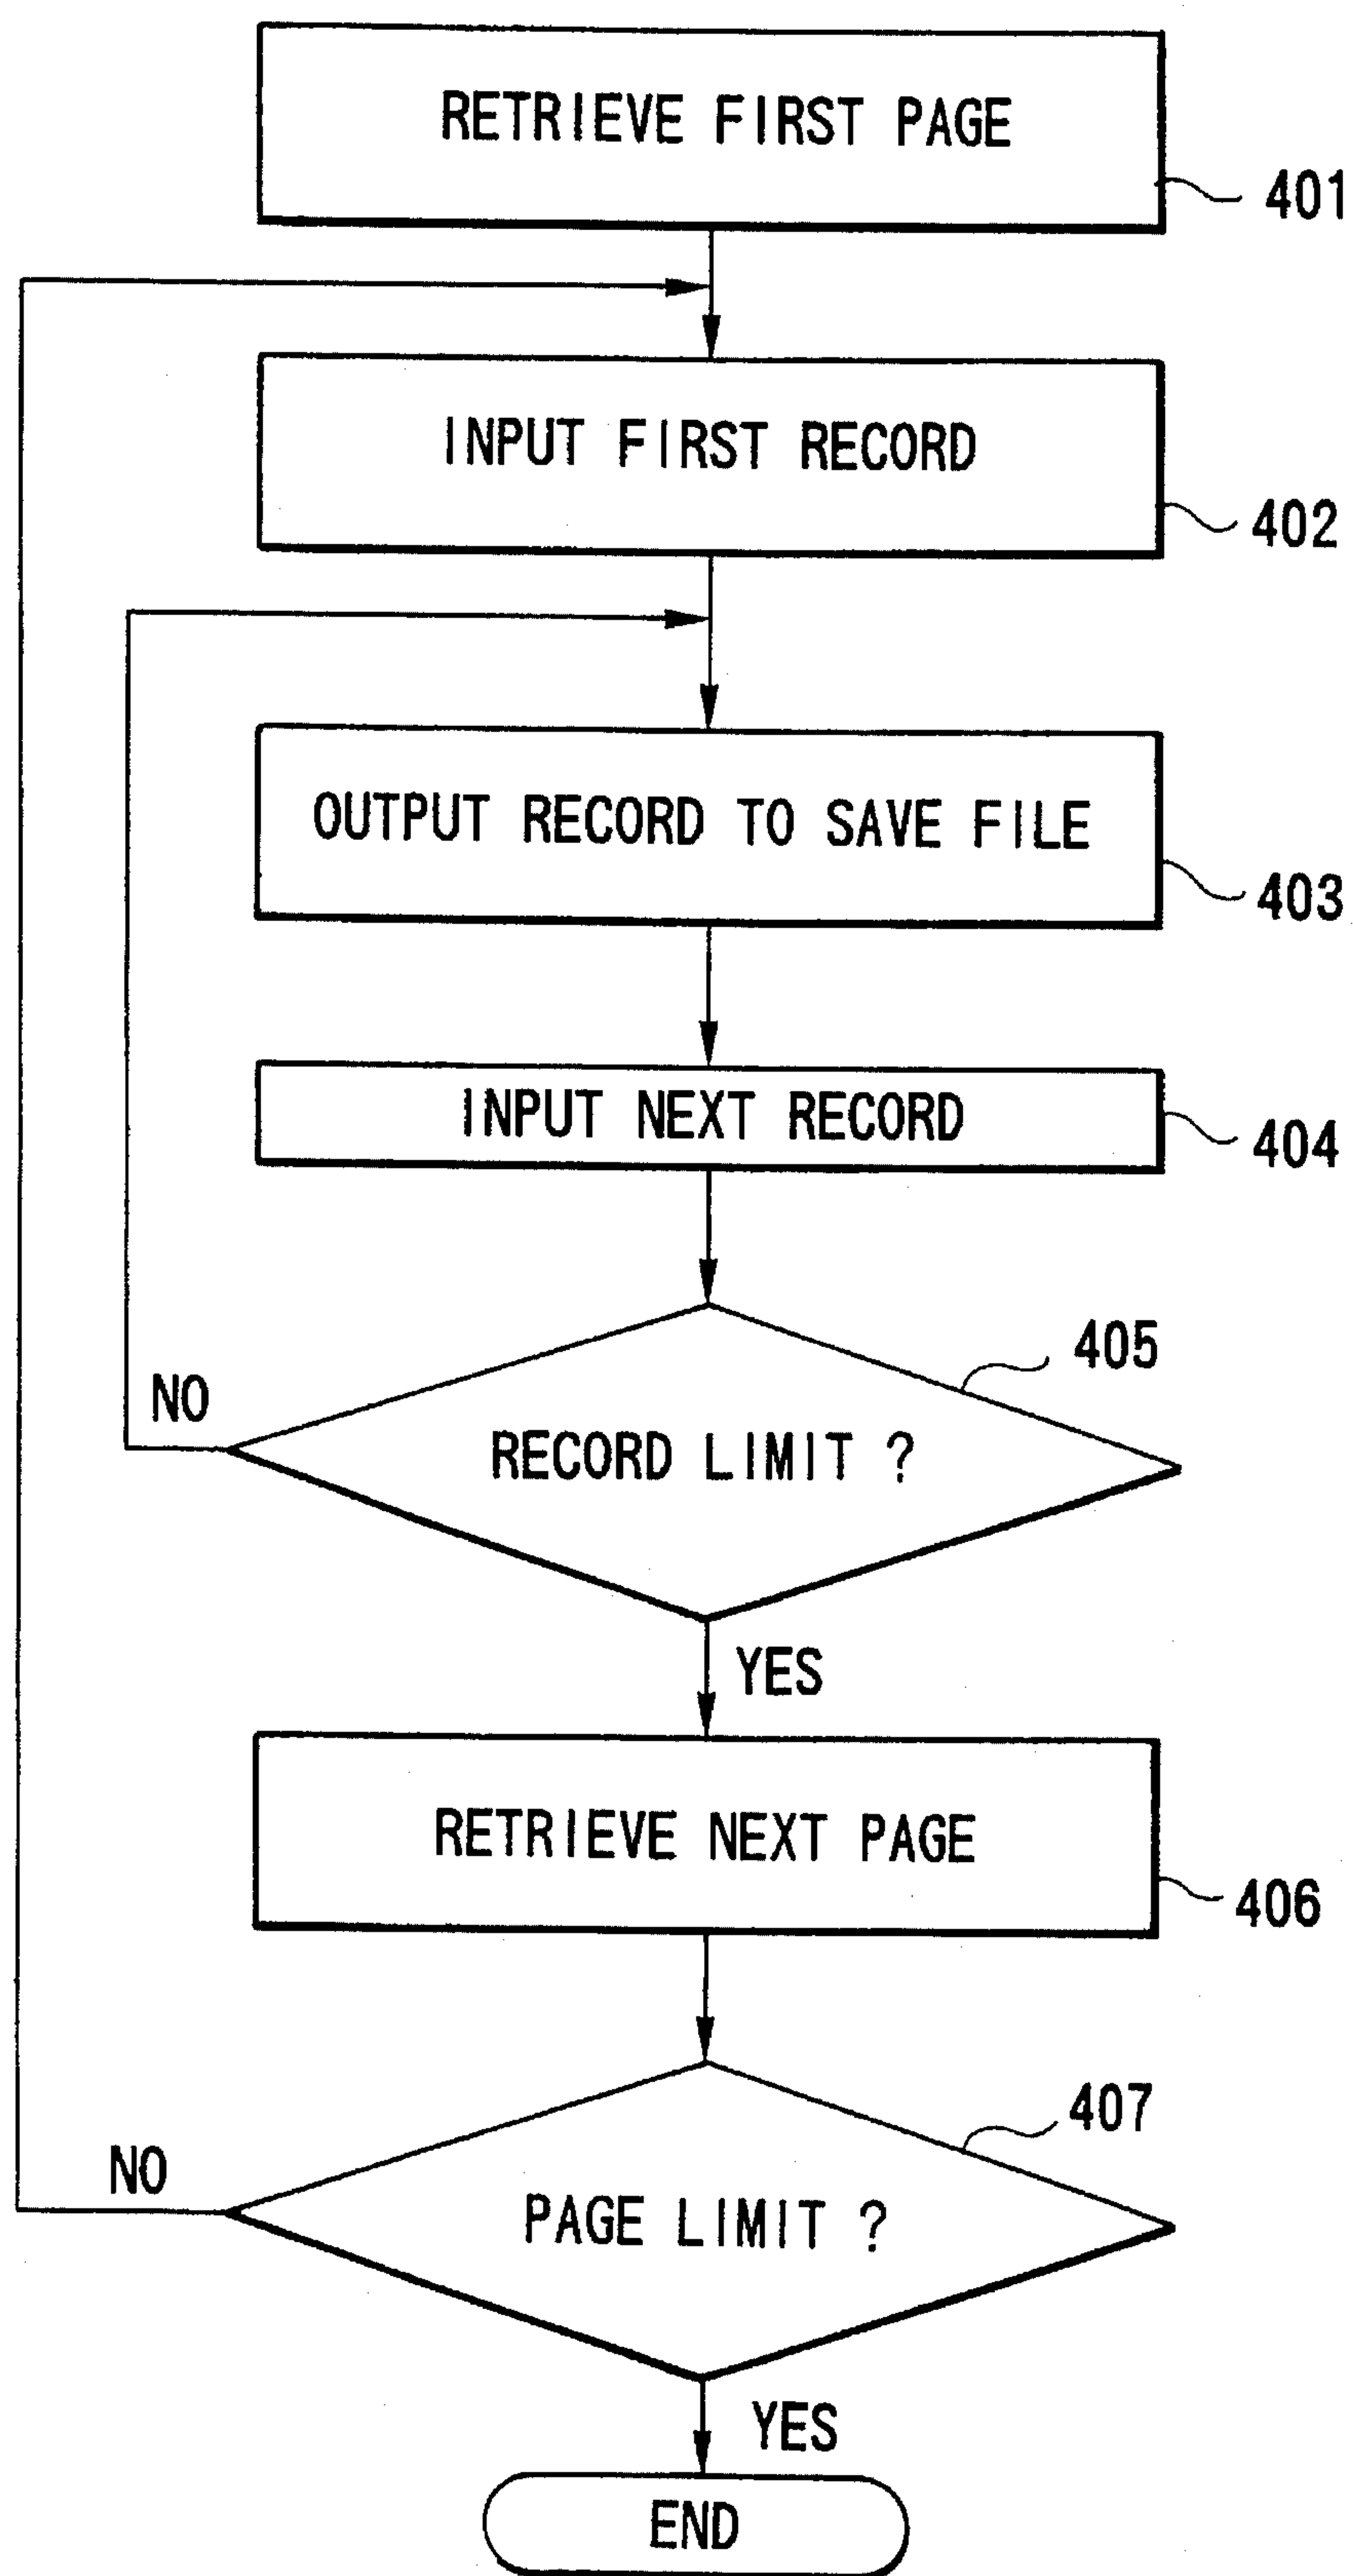 RETRIEVE FIRST PAGE
401
INPUT FIRST RECORD
402
OUTPUT RECORD TO SAVE FILE
403
INPUT NEXT RECORD
404
405
NO
RECORD LIMIT ?
YES
RETRIEVE NEXT PAGE
406
407
NO
PAGE LIMIT ?
YES
END